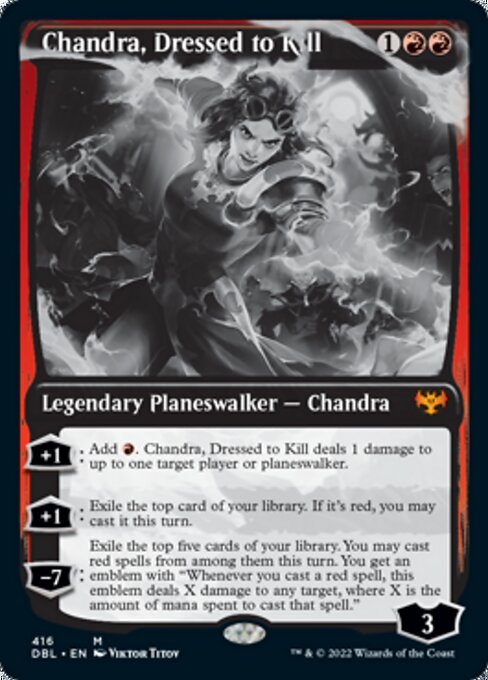 Chandra, Dressed to Kill 1
Legendary Planeswalker — Chandra
+1 : Add . Chandra, Dressed to Kill deals 1 damage to
up to one target player or planeswalker.
+1 : Exile the top card of your library. If it's red, you may
cast it this turn.
Exile the top five cards of your library. You may cast
red spells from among them this turn. You get an
-7 : emblem with "Whenever you cast a red spell, this
emblem deals X damage to any target, where X is the
amount of mana spent to cast that spell."
3
416 M
DBL • EN Viktor Titov
™ & © 2022 Wizards of the Coast